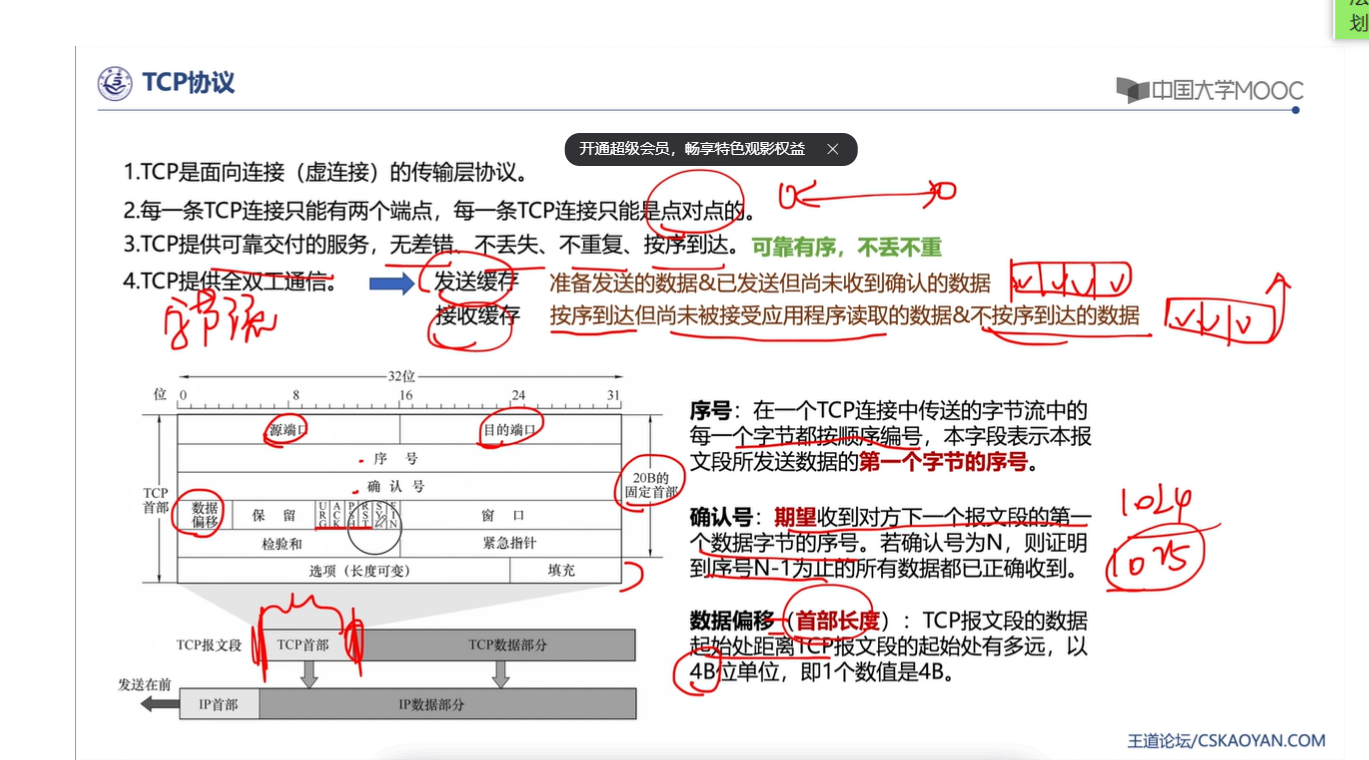 法
划
TCP协议
中国大学MOOC
开通超级会员，畅享特色观影权益 ×
1.TCP是面向连接（虚连接）的传输层协议。
2.每一条TCP连接只能有两个端点，每一条TCP连接只能是点对点的。
3.TCP提供可靠交付的服务，无差错、不丢失、不重复、按序到达。可靠有序，不丢不重
4.TCP提供全双工通信。 发送缓存 准备发送的数据&已发送但尚未收到确认的数据
接收缓存 按序到达但尚未被接受应用程序读取的数据&不按序到达的数据
字节流
32位
位 0 8 16 24 31
源端口 目的端口
序 号
确 认 号
TCP首部
20B的固定首部
数据偏移 保 留 URG ACK PSH RST SYN FIN 窗 口
检验和 紧急指针
选项（长度可变） 填充
TCP报文段 TCP首部 TCP数据部分
发送在前
IP首部 IP数据部分
序号：在一个TCP连接中传送的字节流中的
每一个字节都按顺序编号，本字段表示本报
文段所发送数据的第一个字节的序号。
确认号：期望收到对方下一个报文段的第一
个数据字节的序号。若确认号为N，则证明
到序号N-1为止的所有数据都已正确收到。
1024
1025
数据偏移（首部长度）：TCP报文段的数据
起始处距离TCP报文段的起始处有多远，以
4B位单位，即1个数值是4B。
王道论坛/CSKAOYAN.COM